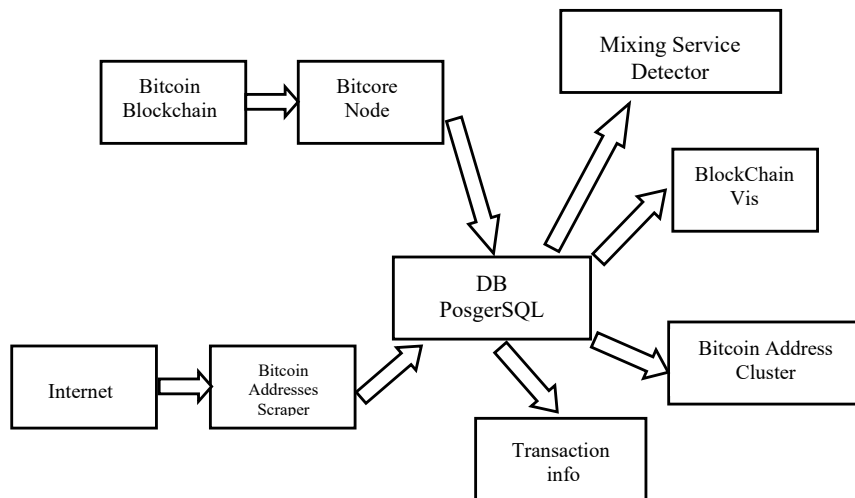 Mixing Service
Detector
Bitcoin
Blockchain
Bitcore
Node
BlockChain
Vis
DB
PosgerSQL
Internet
Bitcoin
Addresses
Scraper
Bitcoin Address
Cluster
Transaction
info